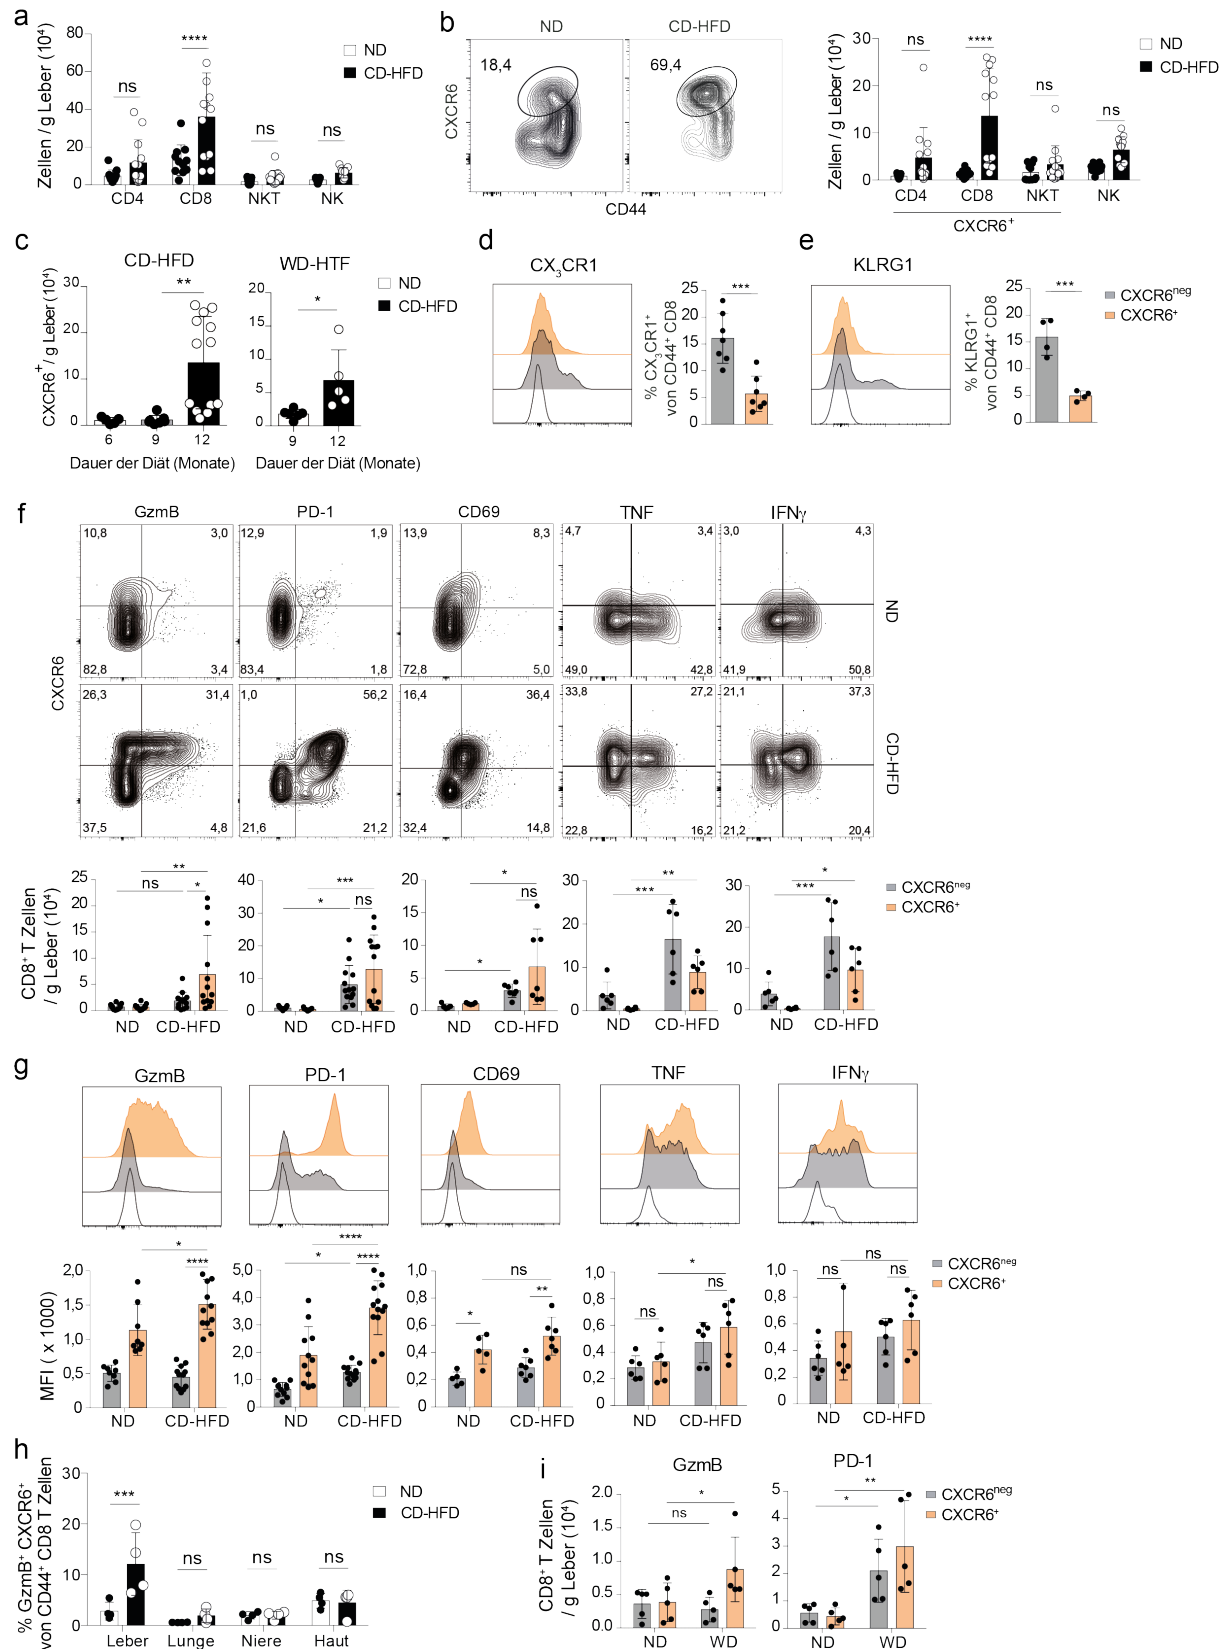 a
Zellen / g Leber (10⁴)
80
60
40
20
0
ns
****
ns
ns
CD4
CD8
NKT
NK
ND
CD-HFD
b
ND
CD-HFD
18,4
69,4
CXCR6
CD44
Zellen / g Leber (10⁴)
30
20
10
0
ns
****
ns
ns
CD4
CD8
NKT
NK
CXCR6⁺
ND
CD-HFD
c
CD-HFD
WD-HTF
CXCR6⁺/ g Leber (10⁴)
30
20
10
0
**
6
9
12
Dauer der Diät (Monate)
20
15
10
5
0
*
9
12
Dauer der Diät (Monate)
ND
CD-HFD
d
CX₃CR1
% CX₃CR1⁺
von CD44⁺ CD8
25
20
15
10
5
0
***
e
KLRG1
% KLRG1⁺
von CD44⁺ CD8
25
20
15
10
5
0
***
CXCR6ⁿᵉᵍ
CXCR6⁺
f
GzmB
PD-1
CD69
TNF
IFNγ
CXCR6
10,8 3,0
82,8 3,4
12,9 1,9
83,4 1,8
13,9 8,3
72,8 5,0
4,7 3,4
49,0 42,8
3,0 4,3
41,9 50,8
ND
26,3 31,4
37,5 4,8
1,0 56,2
21,6 21,2
16,4 36,4
32,4 14,8
33,8 27,2
22,8 16,2
21,1 37,3
21,2 20,4
CD-HFD
CD8⁺ T Zellen
/ g Leber (10⁴)
25
20
15
10
5
0
**
ns
*
ND
CD-HFD
40
30
20
10
0
***
*
ns
ND
CD-HFD
20
15
10
5
0
*
ns
*
ND
CD-HFD
30
20
10
0
**
***
ND
CD-HFD
30
20
10
0
*
***
ND
CD-HFD
CXCR6ⁿᵉᵍ
CXCR6⁺
g
GzmB
PD-1
CD69
TNF
IFNγ
MFI ( x 1000)
2,0
1,5
1,0
0,5
0
*
****
ND
CD-HFD
5,0
4,0
3,0
2,0
1,0
0
****
*
****
ND
CD-HFD
1,0
0,8
0,6
0,4
0,2
0
ns
*
**
ND
CD-HFD
1,0
0,8
0,6
0,4
0,2
0
*
ns
ns
ND
CD-HFD
1,0
0,8
0,6
0,4
0,2
0
ns
ns
ns
ND
CD-HFD
CXCR6ⁿᵉᵍ
CXCR6⁺
h
% GzmB⁺ CXCR6⁺
von CD44⁺ CD8 T Zellen
30
20
10
0
***
ns
ns
ns
Leber
Lunge
Niere
Haut
ND
CD-HFD
i
GzmB
PD-1
CD8⁺ T Zellen
/ g Leber (10⁴)
2.0
1.5
1.0
0.5
0
*
ns
ND
WD
5
4
3
2
1
0
**
*
ND
WD
CXCR6ⁿᵉᵍ
CXCR6⁺